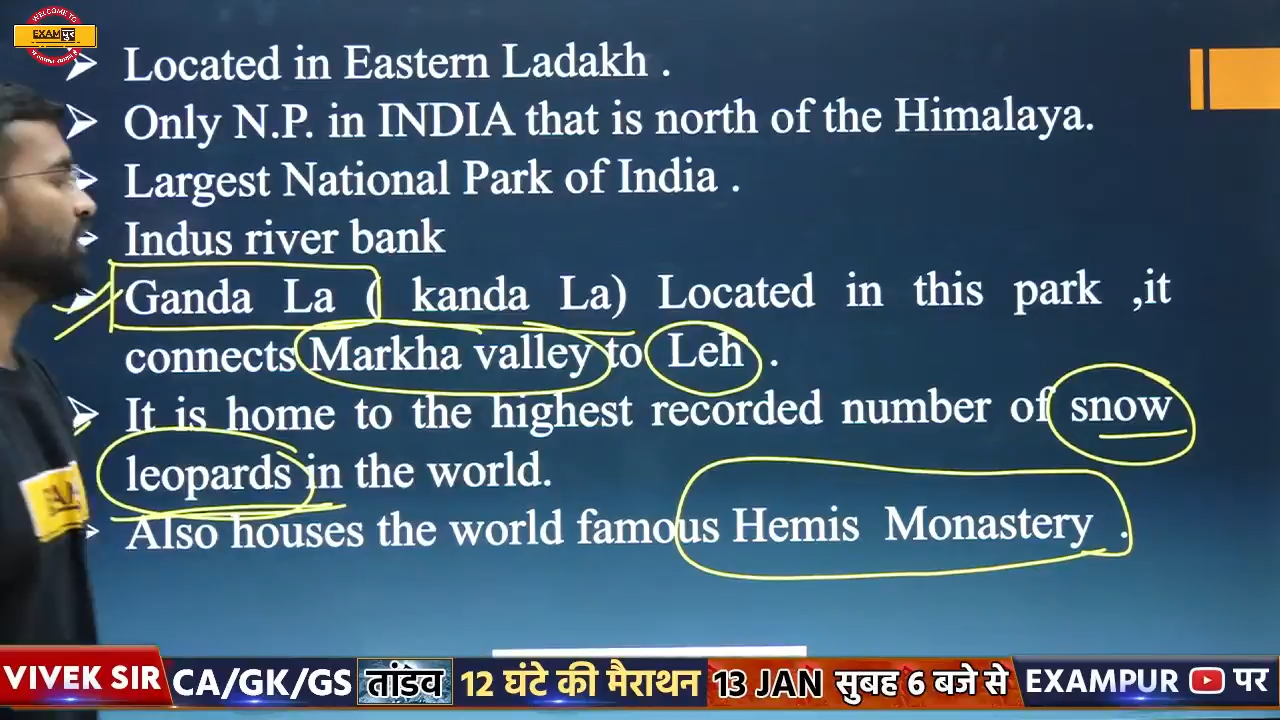 WELCOME TO
EXAMपुर
Located in Eastern Ladakh .
Only N.P. in INDIA that is north of the Himalaya.
Largest National Park of India .
Indus river bank
Ganda La ( kanda La) Located in this park ,it
connects Markha valley to Leh .
It is home to the highest recorded number of snow
leopards in the world.
Also houses the world famous Hemis Monastery .
VIVEK SIR CA/GK/GS तांडव 12 घंटे की मैराथन 13 JAN सुबह 6 बजे से EXAMPUR पर